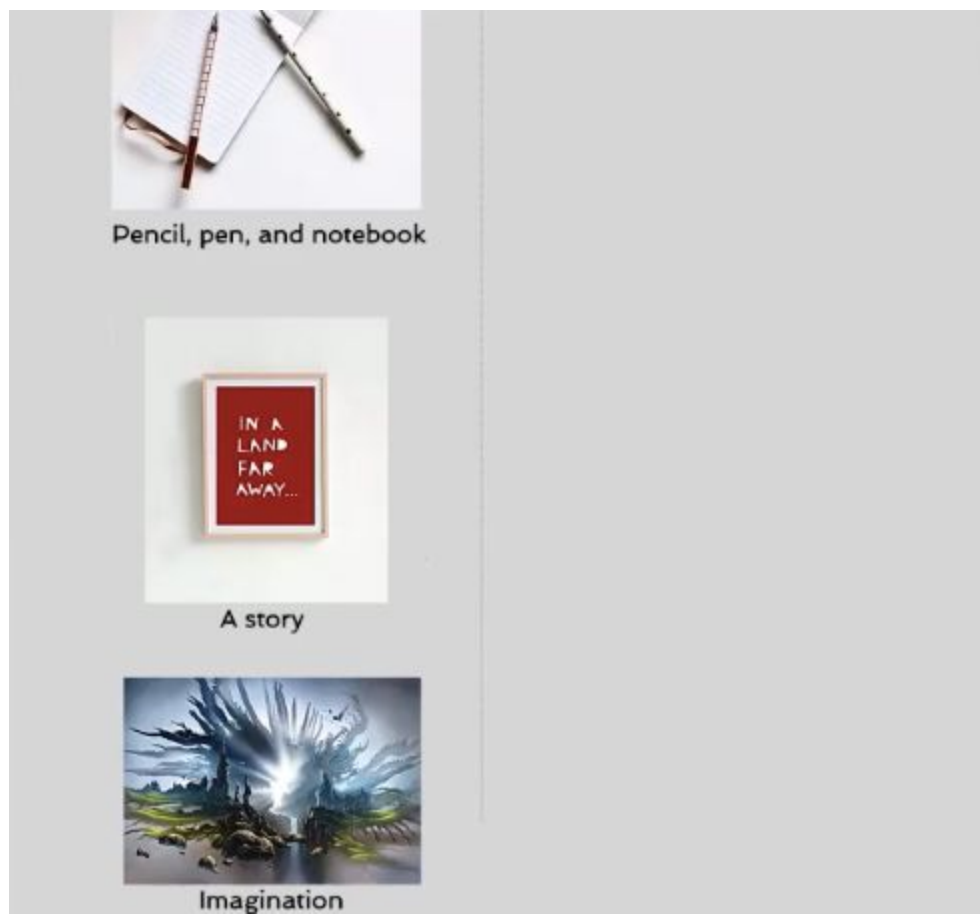 Pencil, pen, and notebook
IN A
LAND
FAR
AWAY...
A story
Imagination